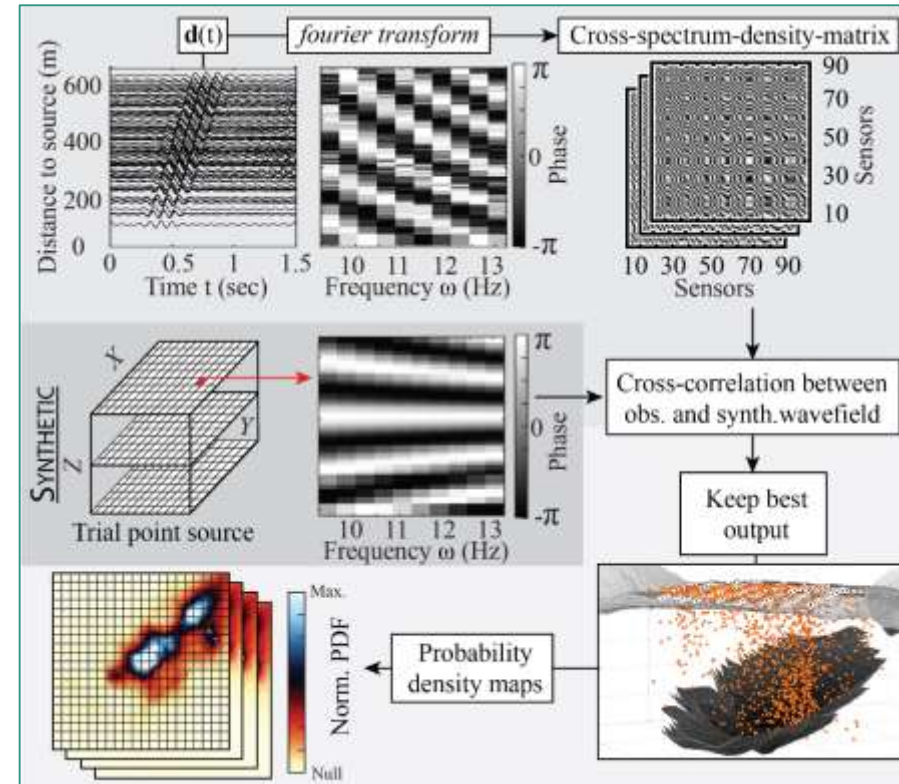 d(t)
fourier transform
Cross-spectrum-density-matrix
Distance to source (m)
600
400
200
0
0 0.5 1 1.5
Time t (sec)
π
0
-π
Phase
10 11 12 13
Frequency ω (Hz)
90
70
50
30
10
Sensors
10 30 50 70 90
Sensors
SYNTHETIC
-X
Y
Z
Trial point source
π
0
-π
Phase
10 11 12 13
Frequency ω (Hz)
Cross-correlation between
obs. and synth.wavefield
Keep best
output
Probability
density maps
Max.
Norm. PDF
Null